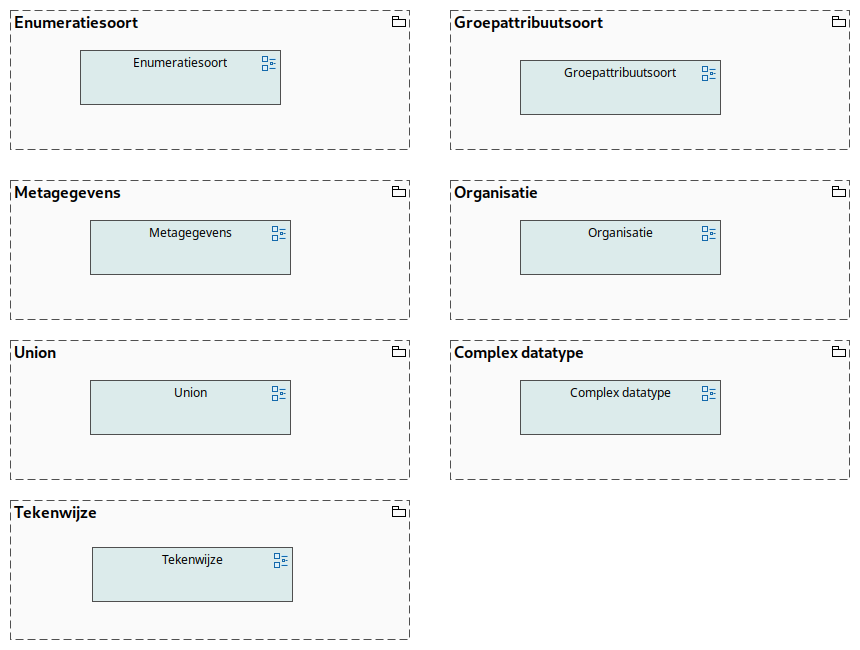 Enumeratiesoort
Enumeratiesoort
Groepattribuutsoort
Groepattribuutsoort
Metagegevens
Metagegevens
Organisatie
Organisatie
Union
Union
Complex datatype
Complex datatype
Tekenwijze
Tekenwijze